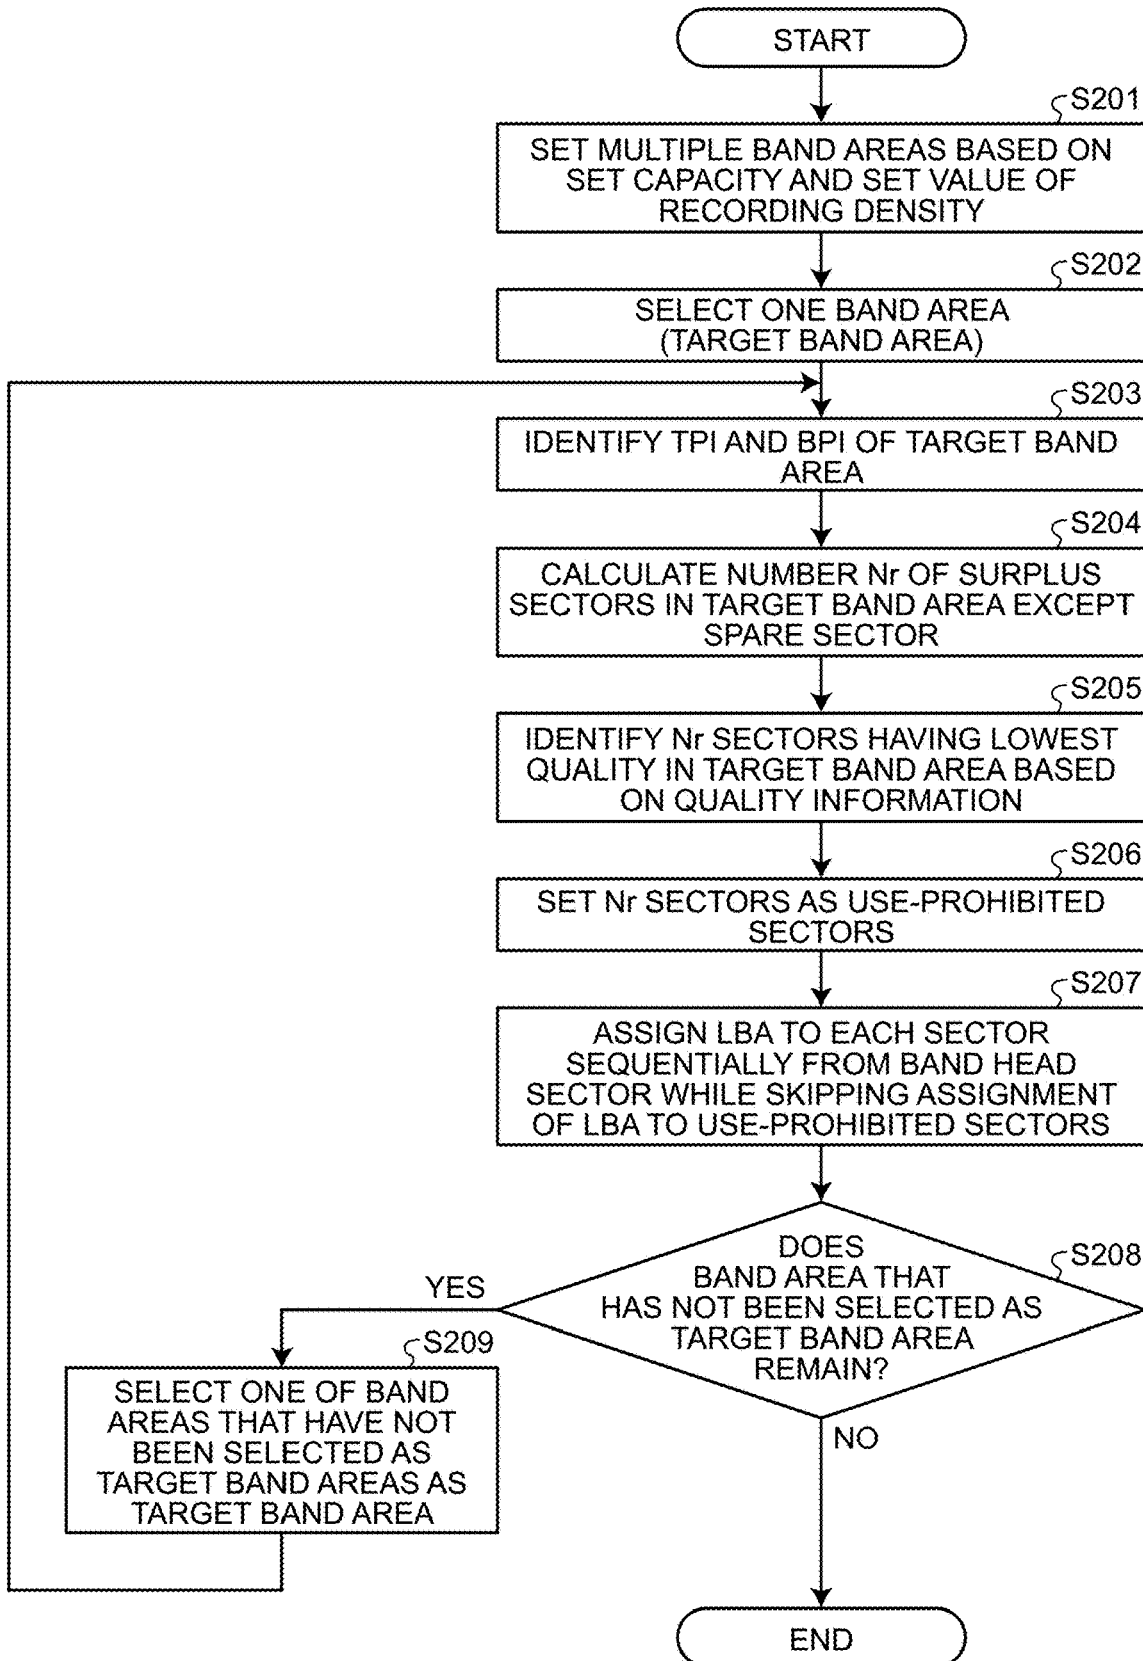 START
S201
SET MULTIPLE BAND AREAS BASED ON
SET CAPACITY AND SET VALUE OF
RECORDING DENSITY
S202
SELECT ONE BAND AREA
(TARGET BAND AREA)
S203
IDENTIFY TPI AND BPI OF TARGET BAND
AREA
S204
CALCULATE NUMBER Nr OF SURPLUS
SECTORS IN TARGET BAND AREA EXCEPT
SPARE SECTOR
S205
IDENTIFY Nr SECTORS HAVING LOWEST
QUALITY IN TARGET BAND AREA BASED
ON QUALITY INFORMATION
S206
SET Nr SECTORS AS USE-PROHIBITED
SECTORS
S207
ASSIGN LBA TO EACH SECTOR
SEQUENTIALLY FROM BAND HEAD
SECTOR WHILE SKIPPING ASSIGNMENT
OF LBA TO USE-PROHIBITED SECTORS
S208
DOES
BAND AREA THAT
HAS NOT BEEN SELECTED AS
TARGET BAND AREA
REMAIN?
YES
S209
SELECT ONE OF BAND
AREAS THAT HAVE NOT
BEEN SELECTED AS
TARGET BAND AREAS AS
TARGET BAND AREA
NO
END